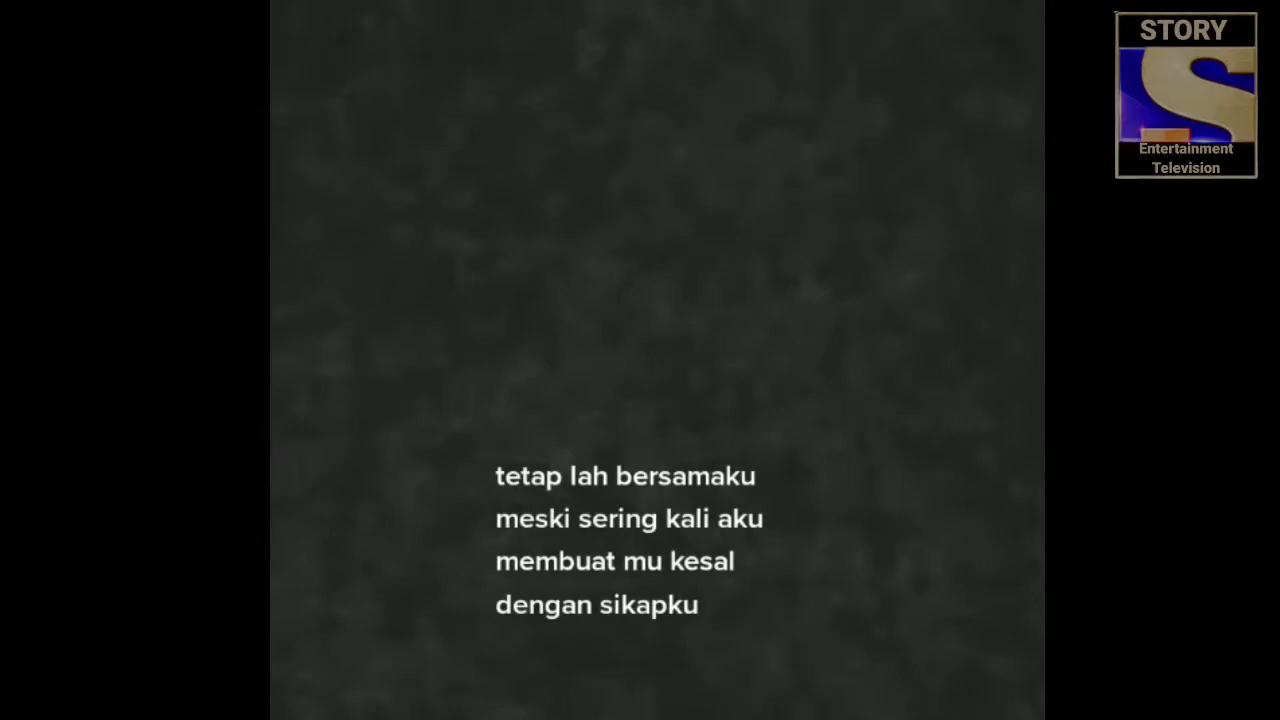 STORY
Entertainment
Television
tetap lah bersamaku
meski sering kali aku
membuat mu kesal
dengan sikapku